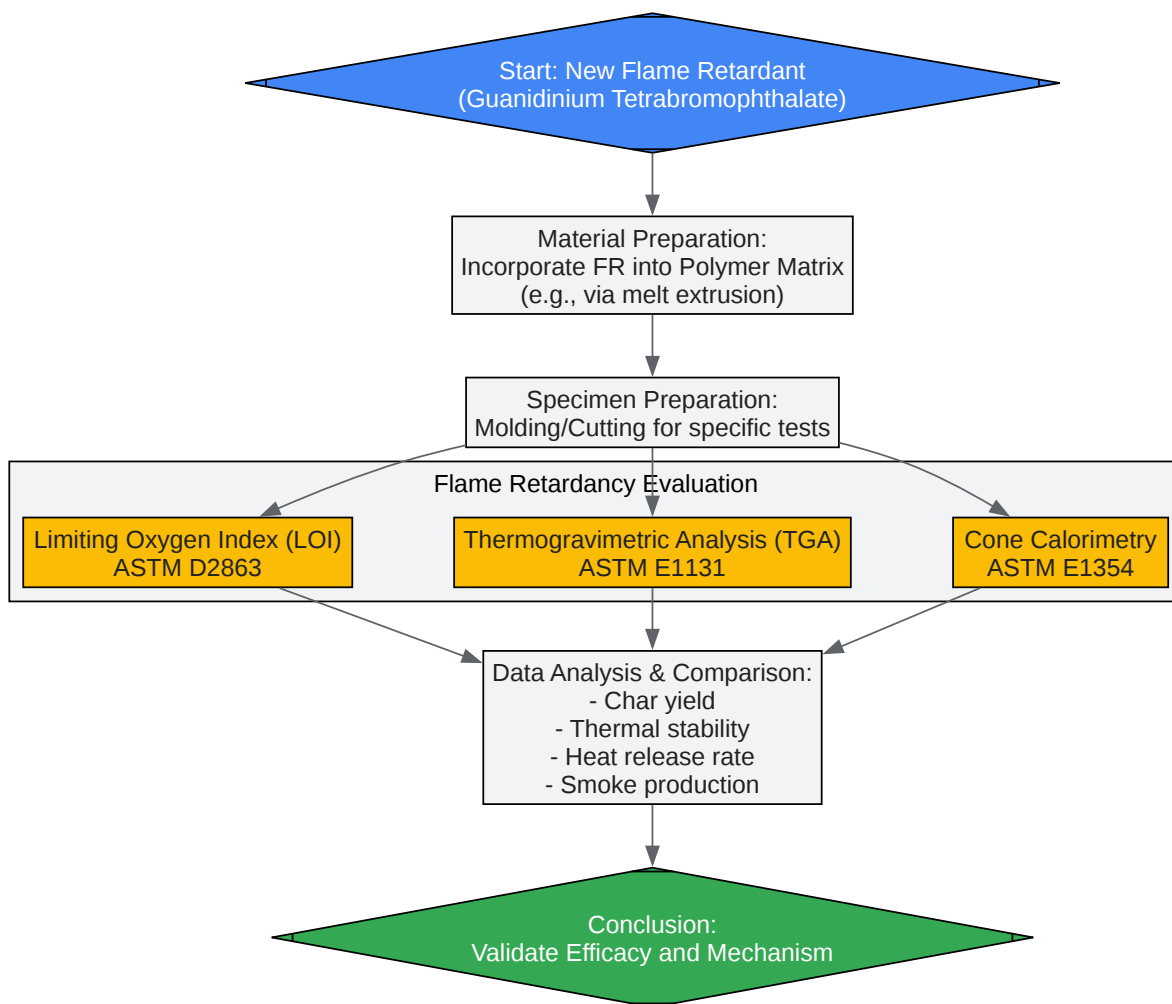 Start: New Flame Retardant
(Guanidinium Tetrabromophthalate)
Material Preparation:
Incorporate FR into Polymer Matrix
(e.g., via melt extrusion)
Specimen Preparation:
Molding/Cutting for specific tests
Flame Retardancy Evaluation
Limiting Oxygen Index (LOI)
ASTM D2863
Thermogravimetric Analysis (TGA)
ASTM E1131
Cone Calorimetry
ASTM E1354
Data Analysis & Comparison:
- Char yield
- Thermal stability
- Heat release rate
- Smoke production
Conclusion:
Validate Efficacy and Mechanism